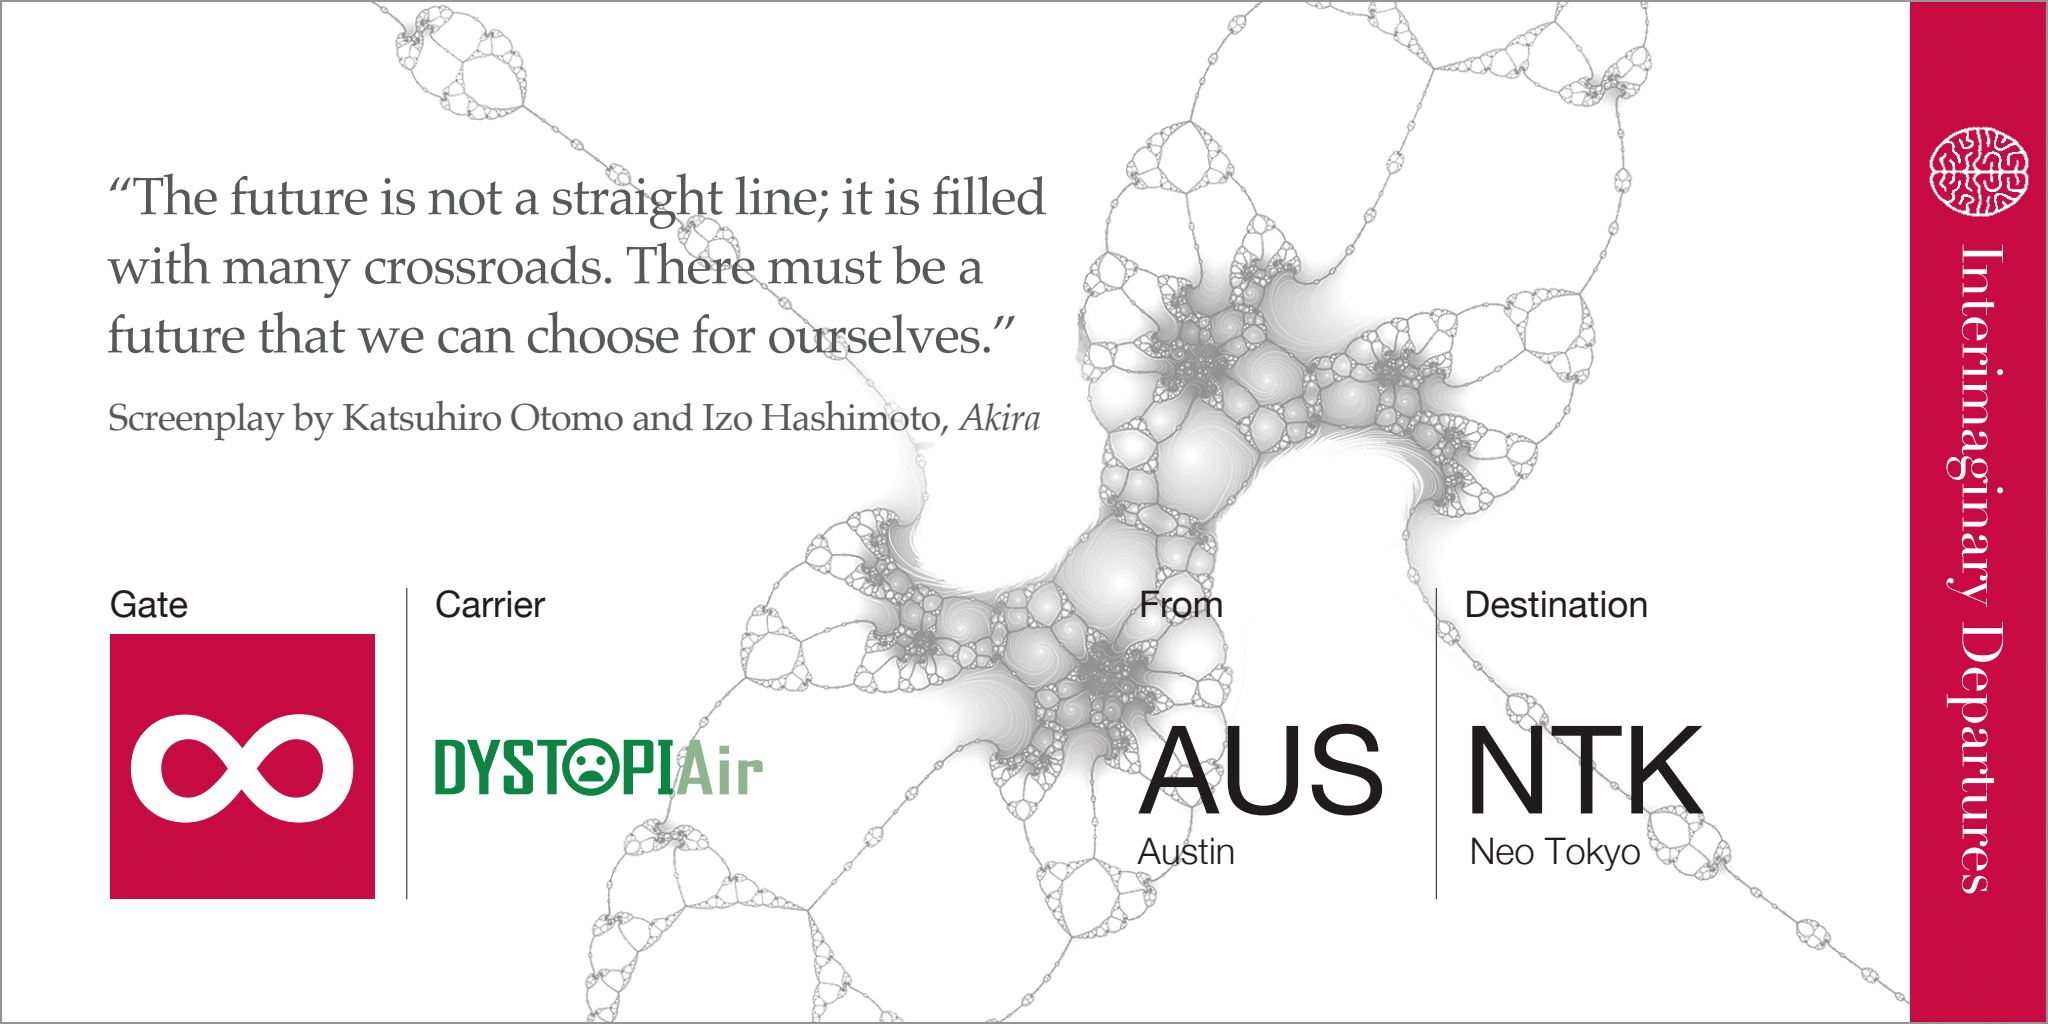 “The future is not a straight line; it is filled
with many crossroads. There must be a
future that we can choose for ourselves.”
Screenplay by Katsuhiro Otomo and Izo Hashimoto, Akira
Gate
Carrier
From
Destination
∞
DYSTOPIAir
AUS
NTK
Austin
Neo Tokyo
Interimaginary Departures